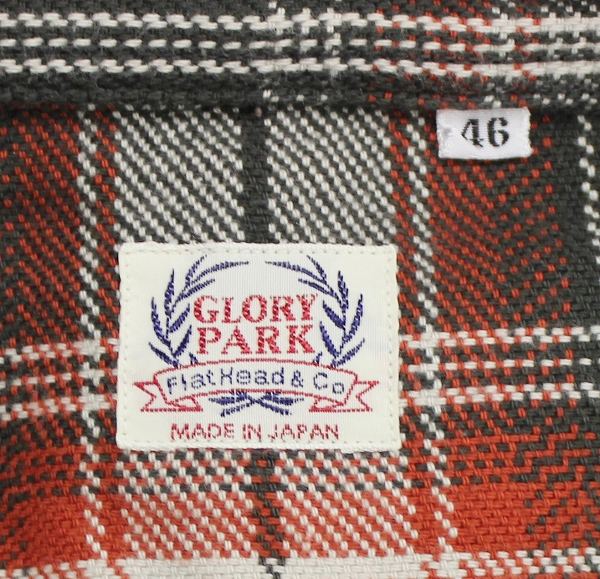 46
GLORY
PARK
FlatHead & Co
MADE IN JAPAN